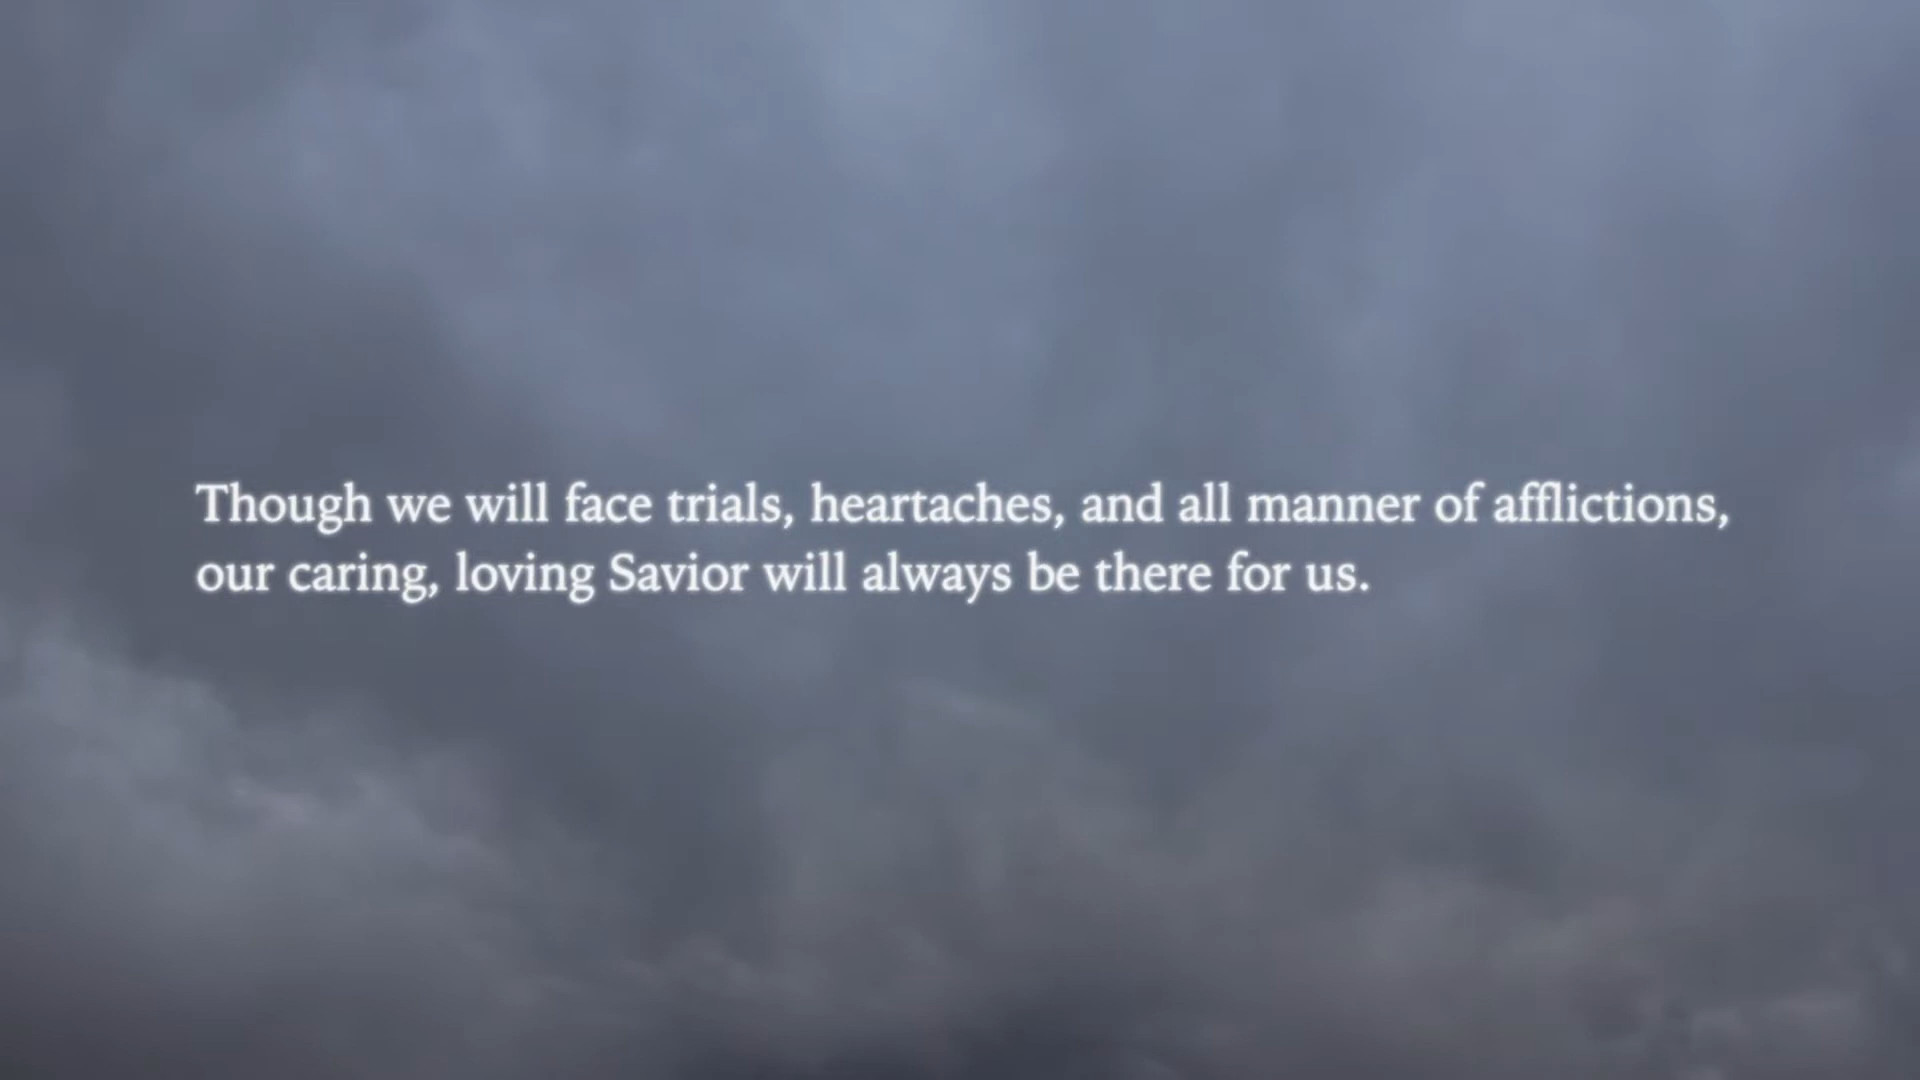 Though we will face trials, heartaches, and all manner of afflictions,
our caring, loving Savior will always be there for us.